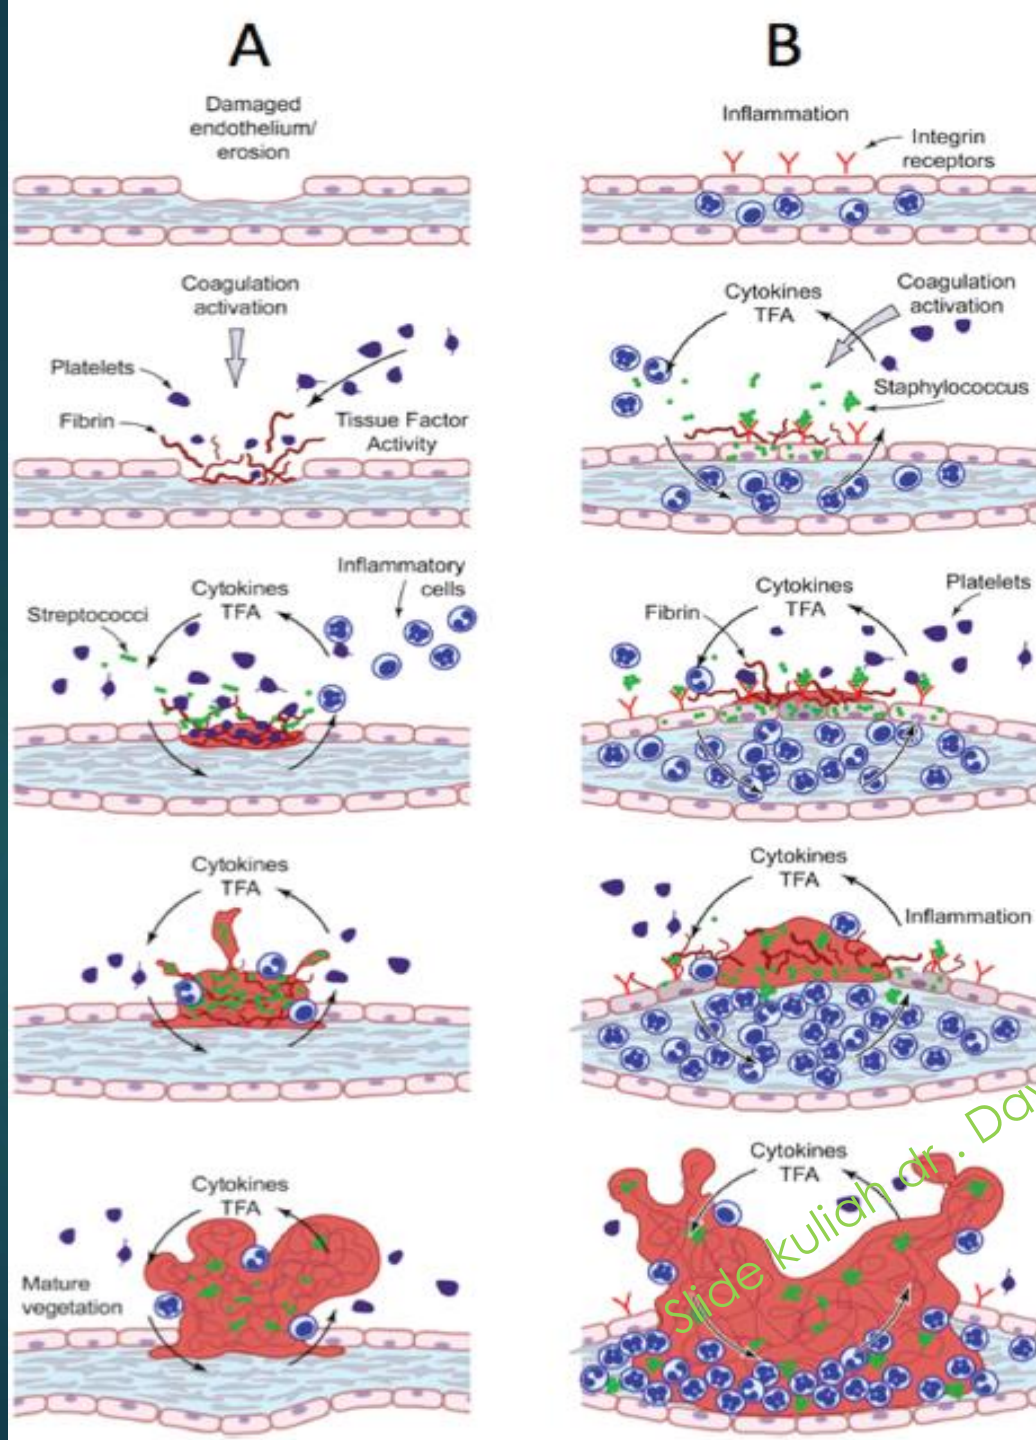 A
Damaged
endothelium/
erosion
Coagulation
activation
Platelets
Fibrin
Tissue Factor
Activity
Inflammatory
cells
Cytokines
TFA
Streptococci
Cytokines
TFA
Cytokines
TFA
Mature
vegetation
B
Inflammation
Integrin
receptors
Cytokines
TFA
Coagulation
activation
Staphylococcus
Cytokines
TFA
Platelets
Fibrin
Cytokines
TFA
Inflammation
Cytokines
TFA
Slide kuliah dr.